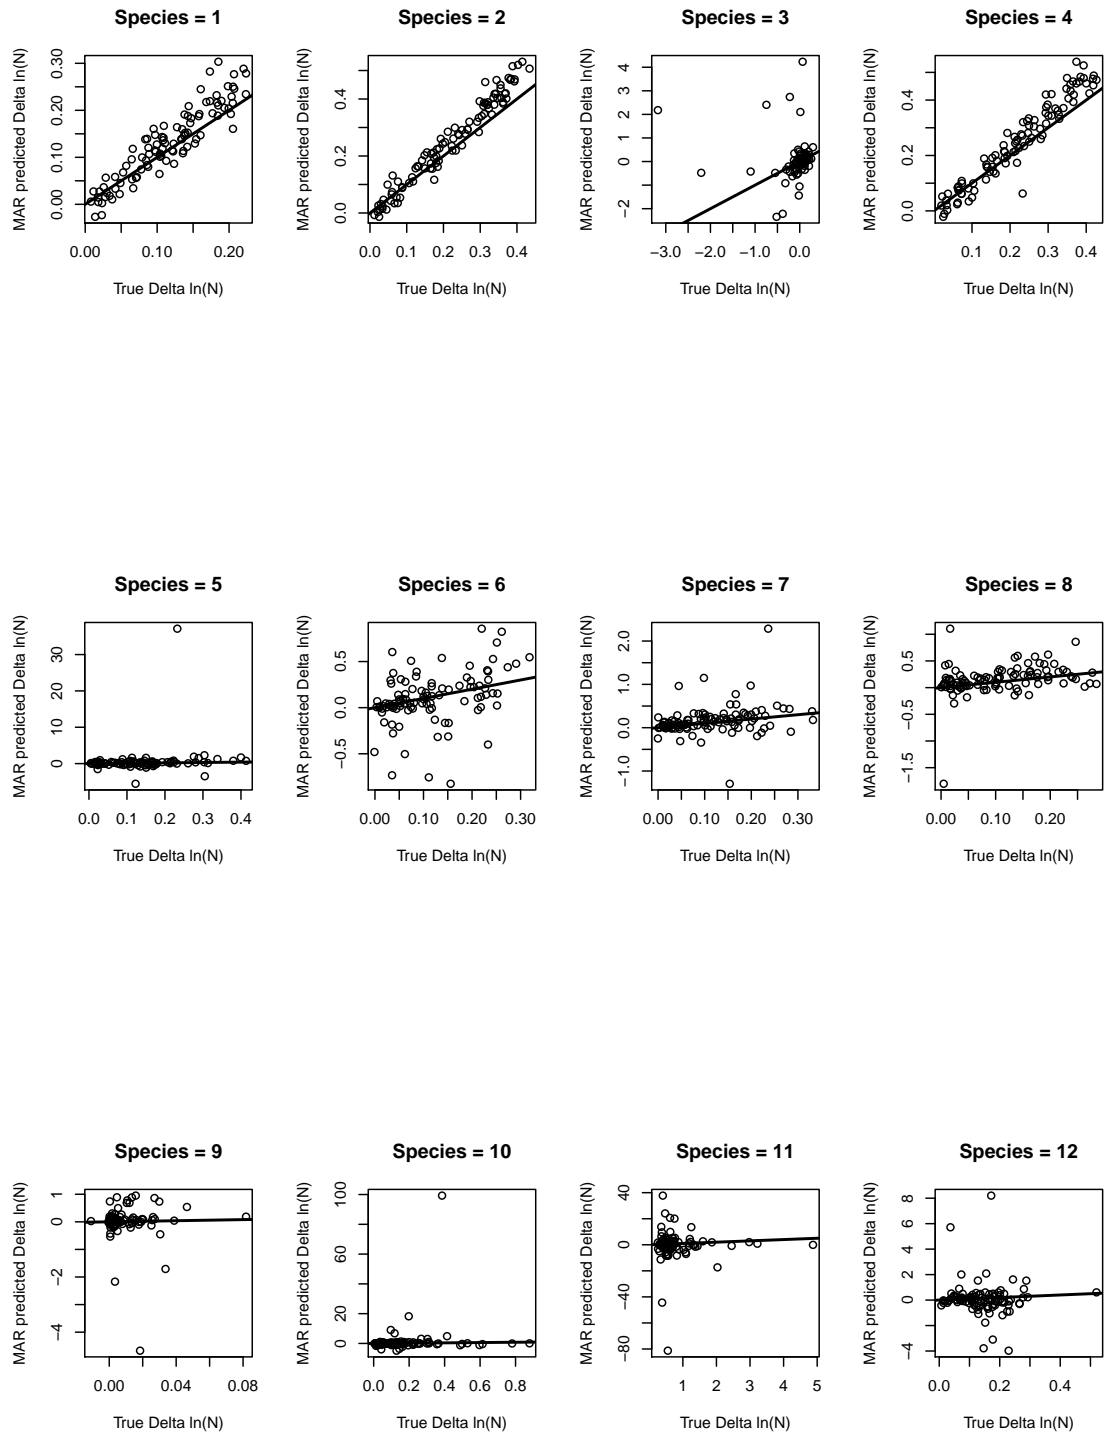 Species = 1
MAR predicted Delta ln(N)
0.00 0.10 0.20 0.30
0.00 0.10 0.20
True Delta ln(N)
Species = 2
MAR predicted Delta ln(N)
0.0 0.2 0.4
0.0 0.1 0.2 0.3 0.4
True Delta ln(N)
Species = 3
MAR predicted Delta ln(N)
−2 0 1 2 3 4
−3.0 −2.0 −1.0 0.0
True Delta ln(N)
Species = 4
MAR predicted Delta ln(N)
0.0 0.2 0.4
0.1 0.2 0.3 0.4
True Delta ln(N)
Species = 5
MAR predicted Delta ln(N)
0 10 20 30
0.0 0.1 0.2 0.3 0.4
True Delta ln(N)
Species = 6
MAR predicted Delta ln(N)
−0.5 0.0 0.5
0.00 0.10 0.20 0.30
True Delta ln(N)
Species = 7
MAR predicted Delta ln(N)
−1.0 0.0 1.0 2.0
0.00 0.10 0.20 0.30
True Delta ln(N)
Species = 8
MAR predicted Delta ln(N)
−1.5 −0.5 0.5
0.00 0.10 0.20
True Delta ln(N)
Species = 9
MAR predicted Delta ln(N)
−4 −2 0 1
0.00 0.04 0.08
True Delta ln(N)
Species = 10
MAR predicted Delta ln(N)
0 20 60 100
0.0 0.2 0.4 0.6 0.8
True Delta ln(N)
Species = 11
MAR predicted Delta ln(N)
−80 −40 0 40
1 2 3 4 5
True Delta ln(N)
Species = 12
MAR predicted Delta ln(N)
−4 0 2 4 6 8
0.0 0.2 0.4
True Delta ln(N)